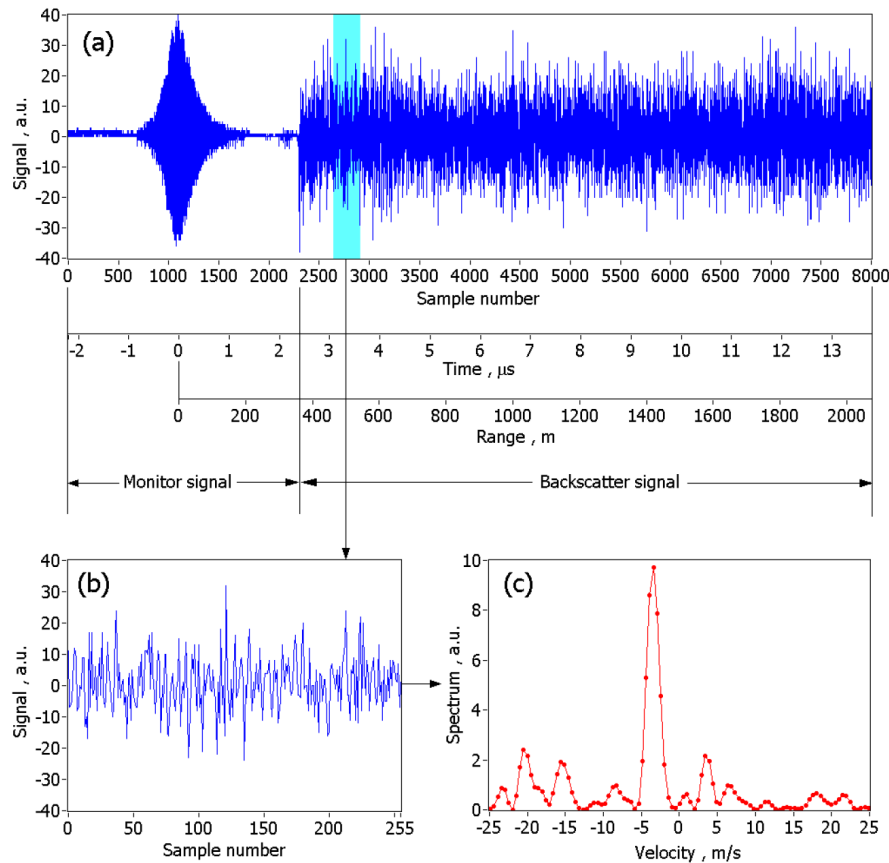 (a)
Signal , a.u.
40
30
20
10
0
-10
-20
-30
-40
0 500 1000 1500 2000 2500 3000 3500 4000 4500 5000 5500 6000 6500 7000 7500 8000
Sample number
-2 -1 0 1 2 3 4 5 6 7 8 9 10 11 12 13
Time , μs
0 200 400 600 800 1000 1200 1400 1600 1800 2000
Range , m
Monitor signal Backscatter signal
(b)
Signal , a.u.
40
30
20
10
0
-10
-20
-30
-40
0 50 100 150 200 255
Sample number
(c)
Spectrum , a.u.
10
8
6
4
2
0
-25 -20 -15 -10 -5 0 5 10 15 20 25
Velocity , m/s